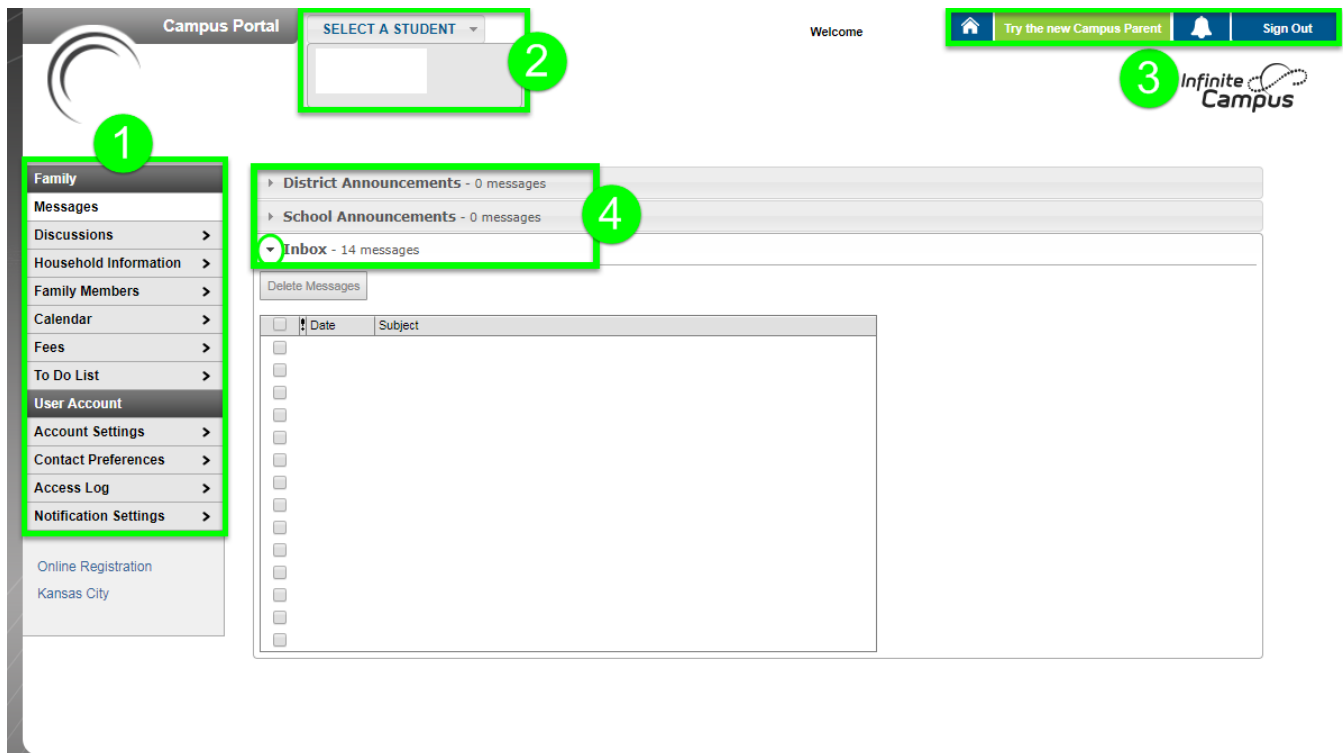 Campus Portal
SELECT A STUDENT
2
Welcome
Try the new Campus Parent
Sign Out
3
Infinite
Campus
1
Family
Messages
Discussions
Household Information
Family Members
Calendar
Fees
To Do List
User Account
Account Settings
Contact Preferences
Access Log
Notification Settings
Online Registration
Kansas City
District Announcements - 0 messages
School Announcements - 0 messages
4
Inbox - 14 messages
Delete Messages
! Date Subject